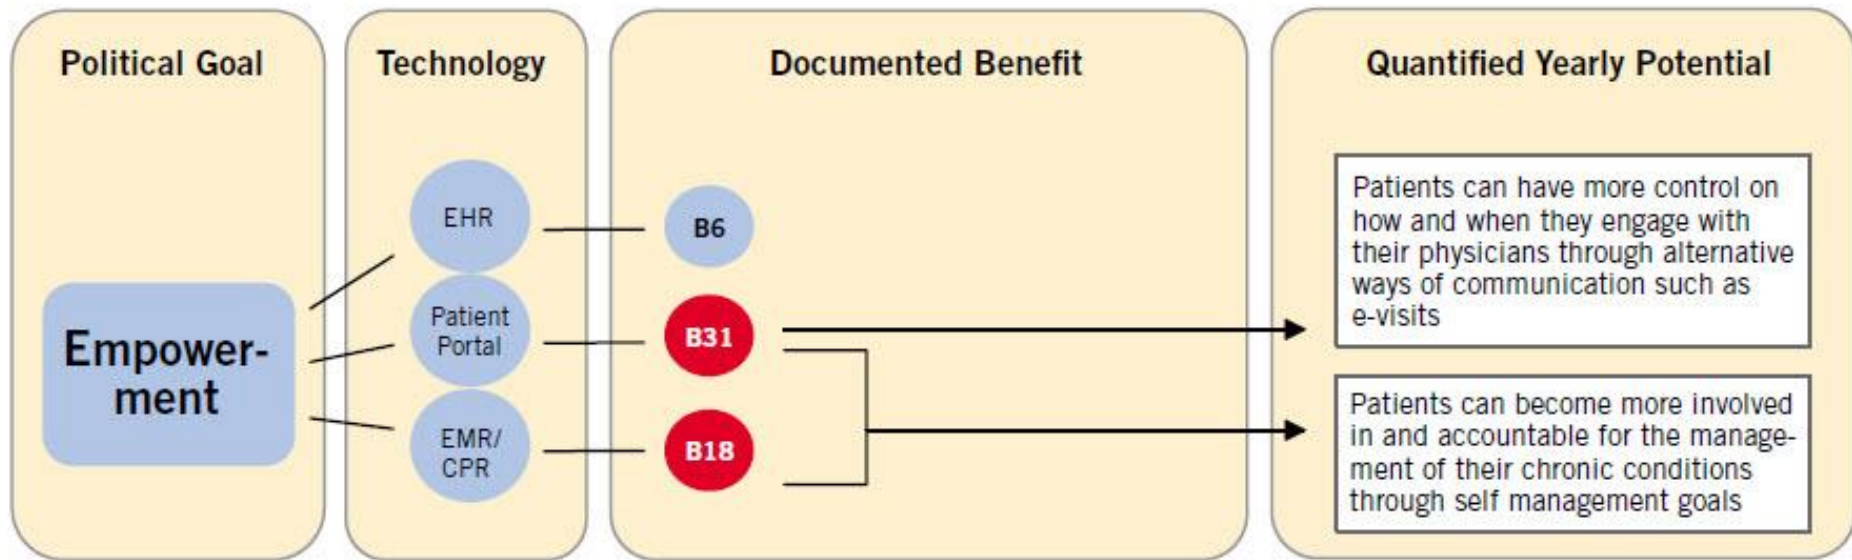 Political Goal
Technology
Documented Benefit
Quantified Yearly Potential
Empower-
ment
EHR
Patient
Portal
EMR/
CPR
B6
B31
B18
Patients can have more control on
how and when they engage with
their physicians through alternative
ways of communication such as
e-visits
Patients can become more involved
in and accountable for the manage-
ment of their chronic conditions
through self management goals